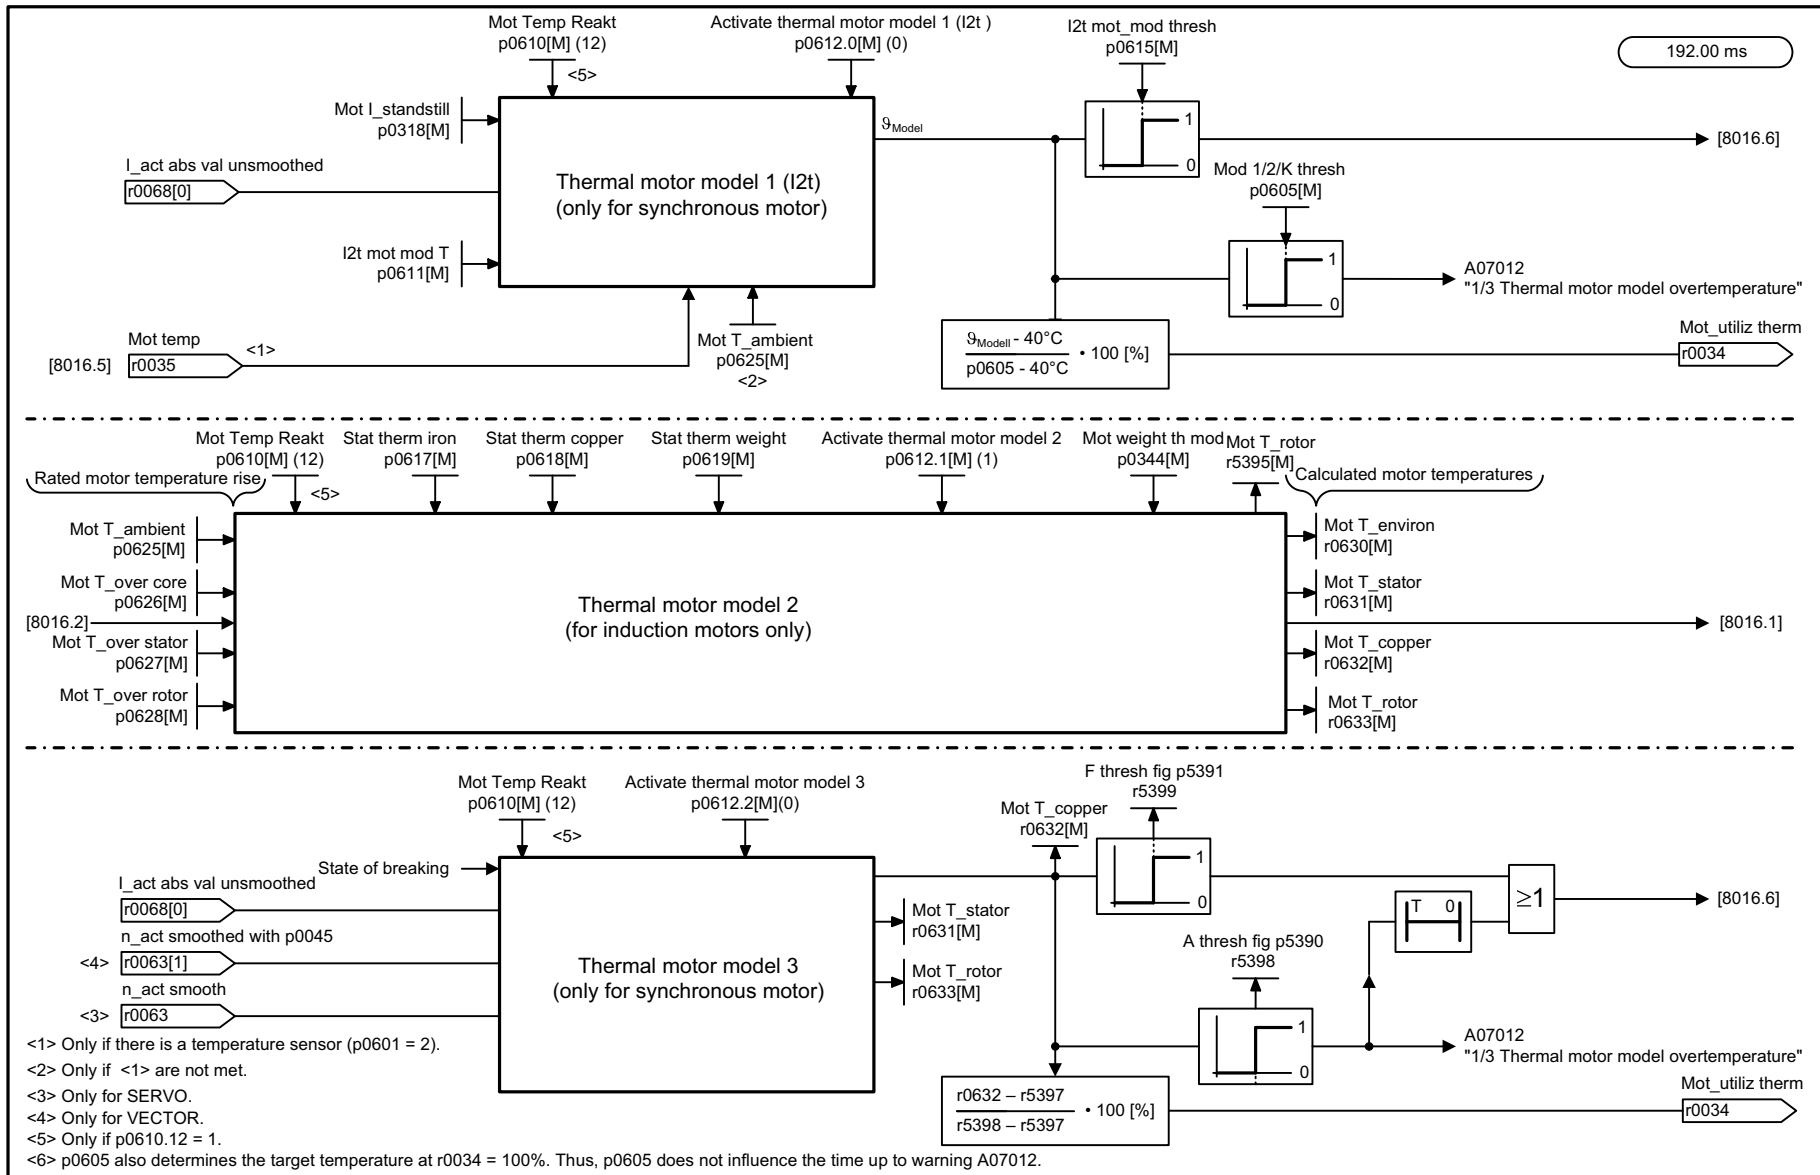 Mot Temp Reakt
p0610[M] (12)
<5>
Activate thermal motor model 1 (I2t )
p0612.0[M] (0)
I2t mot_mod thresh
p0615[M]
192.00 ms
Mot I_standstill
p0318[M]
I_act abs val unsmoothed
r0068[0]
I2t mot mod T
p0611[M]
Thermal motor model 1 (I2t)
(only for synchronous motor)
ϑModel
1
0
[8016.6]
Mod 1/2/K thresh
p0605[M]
1
0
A07012
"1/3 Thermal motor model overtemperature"
Mot temp
[8016.5]
r0035
<1>
Mot T_ambient
p0625[M]
<2>
ϑModell - 40°C
p0605 - 40°C
• 100 [%]
Mot_utiliz therm
r0034
Mot Temp Reakt
p0610[M] (12)
<5>
Stat therm iron
p0617[M]
Stat therm copper
p0618[M]
Stat therm weight
p0619[M]
Activate thermal motor model 2
p0612.1[M] (1)
Mot weight th mod
p0344[M]
Mot T_rotor
r5395[M]
Rated motor temperature rise
Calculated motor temperatures
Mot T_ambient
p0625[M]
Mot T_over core
p0626[M]
[8016.2]
Mot T_over stator
p0627[M]
Mot T_over rotor
p0628[M]
Thermal motor model 2
(for induction motors only)
Mot T_environ
r0630[M]
Mot T_stator
r0631[M]
[8016.1]
Mot T_copper
r0632[M]
Mot T_rotor
r0633[M]
Mot Temp Reakt
p0610[M] (12)
<5>
Activate thermal motor model 3
p0612.2[M](0)
Mot T_copper
r0632[M]
F thresh fig p5391
r5399
1
0
State of breaking
I_act abs val unsmoothed
r0068[0]
n_act smoothed with p0045
<4>
r0063[1]
n_act smooth
<3>
r0063
Thermal motor model 3
(only for synchronous motor)
Mot T_stator
r0631[M]
Mot T_rotor
r0633[M]
A thresh fig p5390
r5398
1
0
T 0
≥1
[8016.6]
A07012
"1/3 Thermal motor model overtemperature"
r0632 – r5397
r5398 – r5397
• 100 [%]
Mot_utiliz therm
r0034
<1> Only if there is a temperature sensor (p0601 = 2).
<2> Only if <1> are not met.
<3> Only for SERVO.
<4> Only for VECTOR.
<5> Only if p0610.12 = 1.
<6> p0605 also determines the target temperature at r0034 = 100%. Thus, p0605 does not influence the time up to warning A07012.